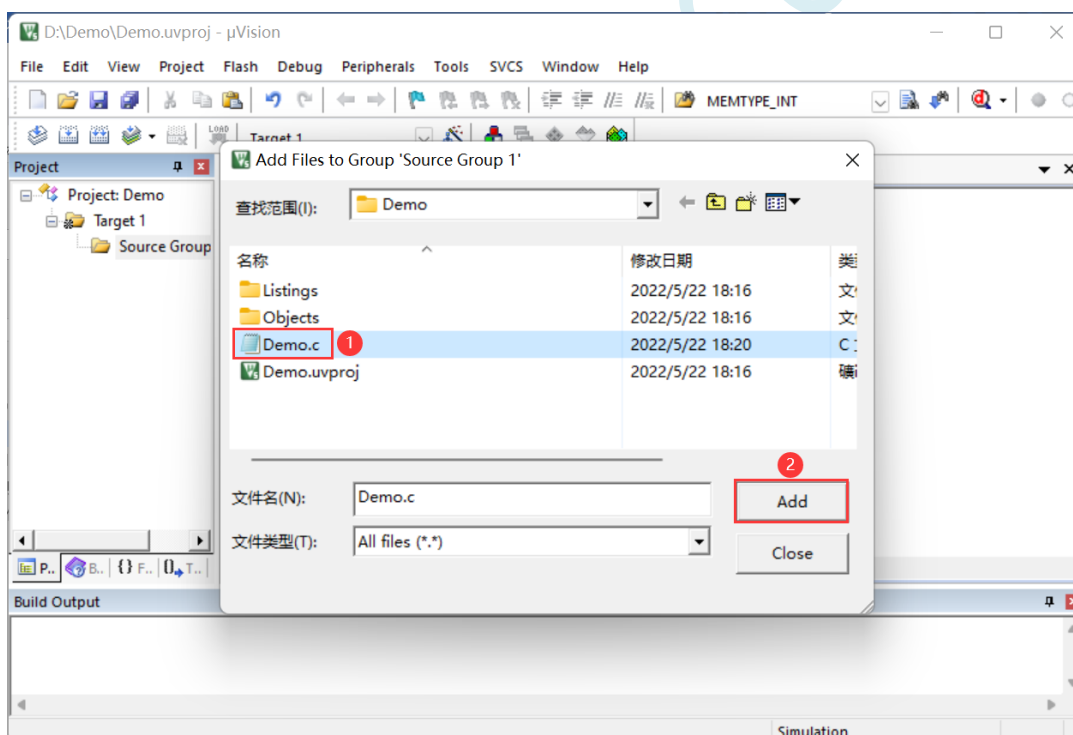 D:\Demo\Demo.uvproj - µVision
File Edit View Project Flash Debug Peripherals Tools SVCS Window Help
MEMTYPE_INT
LOAD Target 1
Project
Add Files to Group 'Source Group 1'
Project: Demo
Target 1
Source Group
查找范围(I): Demo
名称 修改日期
Listings 2022/5/22 18:16
Objects 2022/5/22 18:16
Demo.c 1 2022/5/22 18:20 C
Demo.uvproj 2022/5/22 18:16
2
文件名(N): Demo.c Add
文件类型(T): All files (*.*)
Close
P.. B.. {} F.. T..
Build Output
Simulation